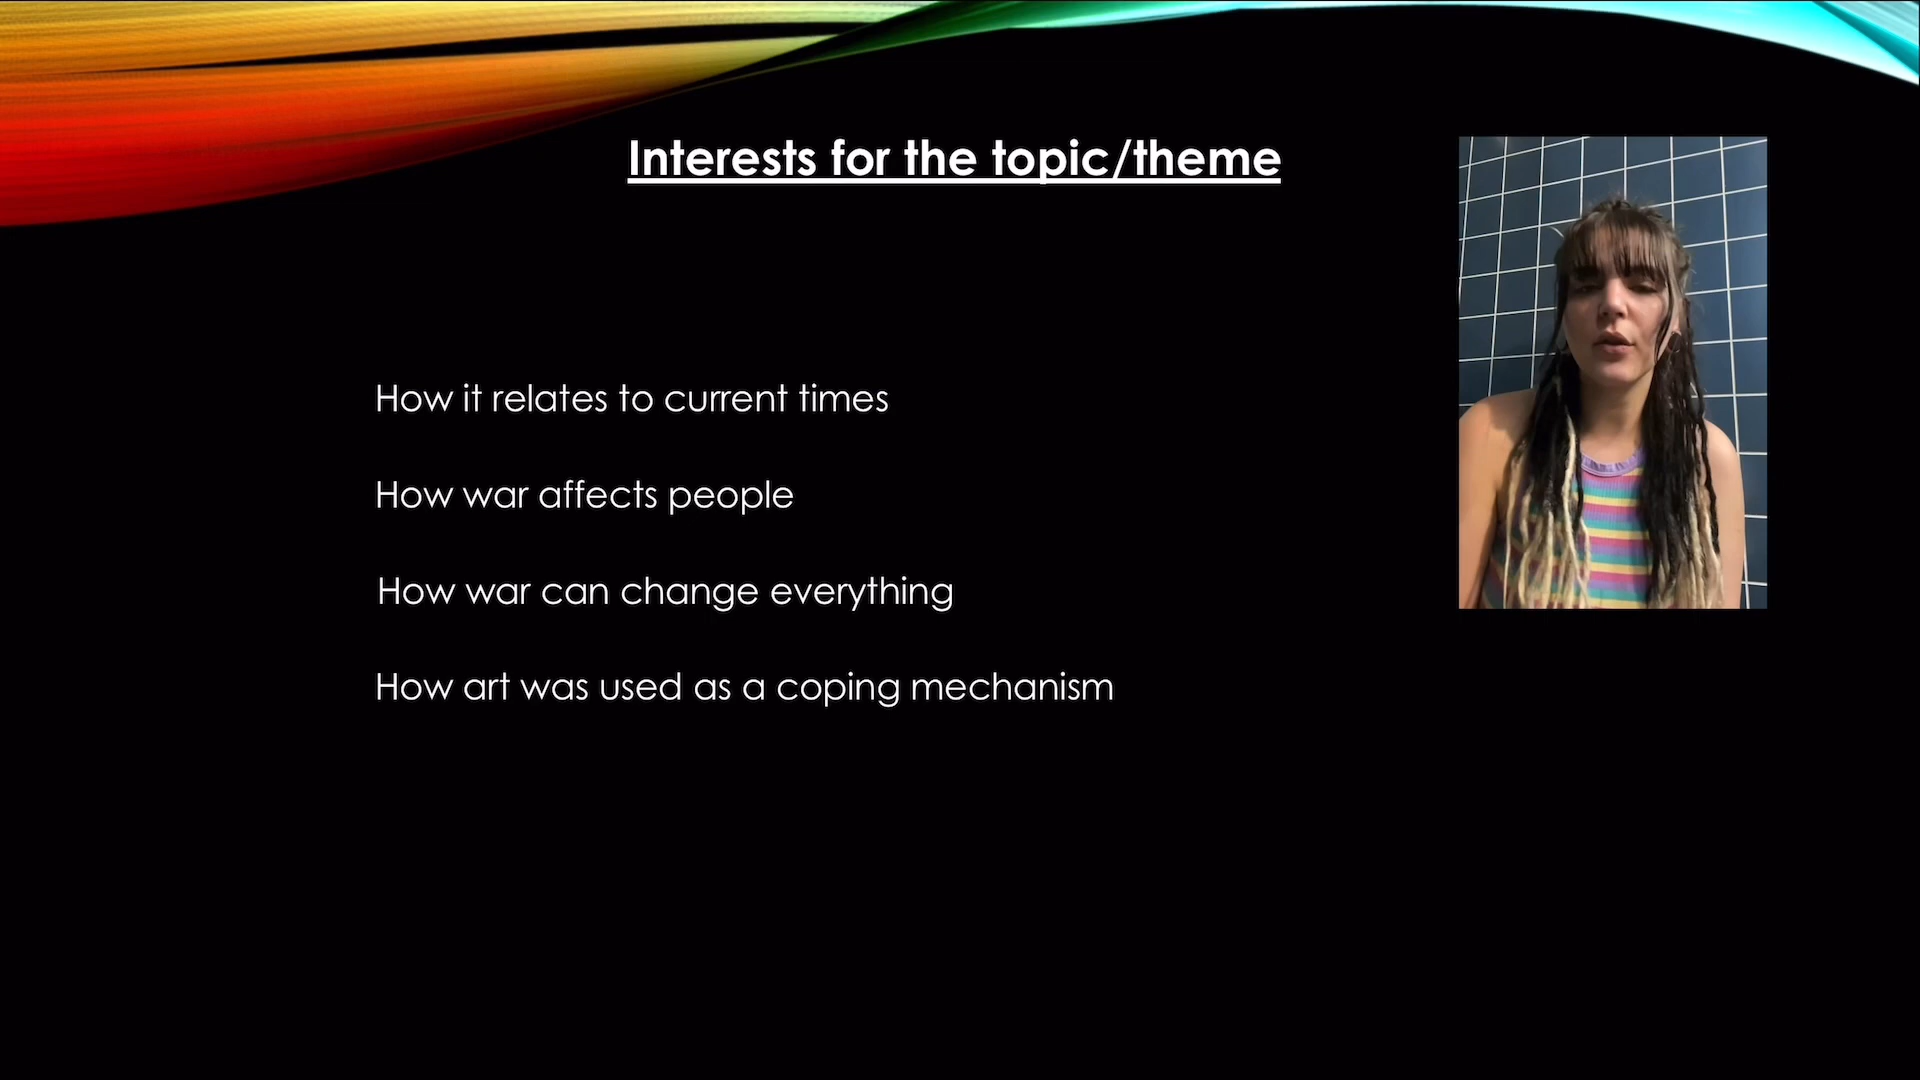 Interests for the topic/theme
How it relates to current times
How war affects people
How war can change everything
How art was used as a coping mechanism